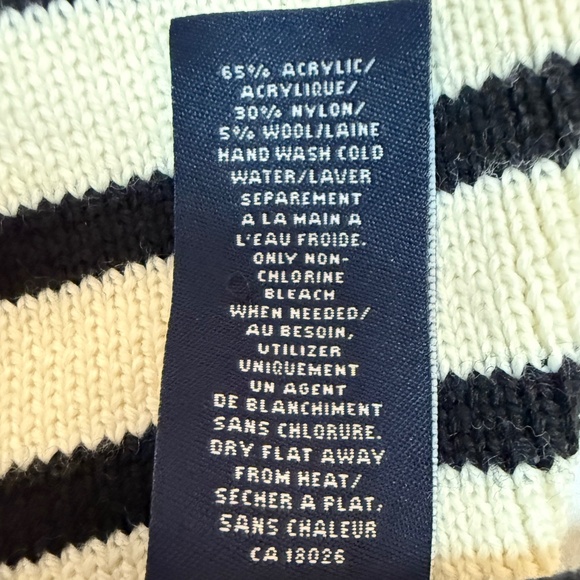 65% ACRYLIC/
ACRYLIQUE/
30% NYLON/
5% WOOL/LAINE
HAND WASH COLD
WATER/LAVER
SEPAREMENT
A LA MAIN A
L'EAU FROIDE.
ONLY NON-
CHLORINE
BLEACH
WHEN NEEDED/
AU BESOIN,
UTILIZER
UNIQUEMENT
UN AGENT
DE BLANCHIMENT
SANS CHLORURE.
DRY FLAT AWAY
FROM HEAT/
SECHER A PLAT,
SANS CHALEUR
CA 18026